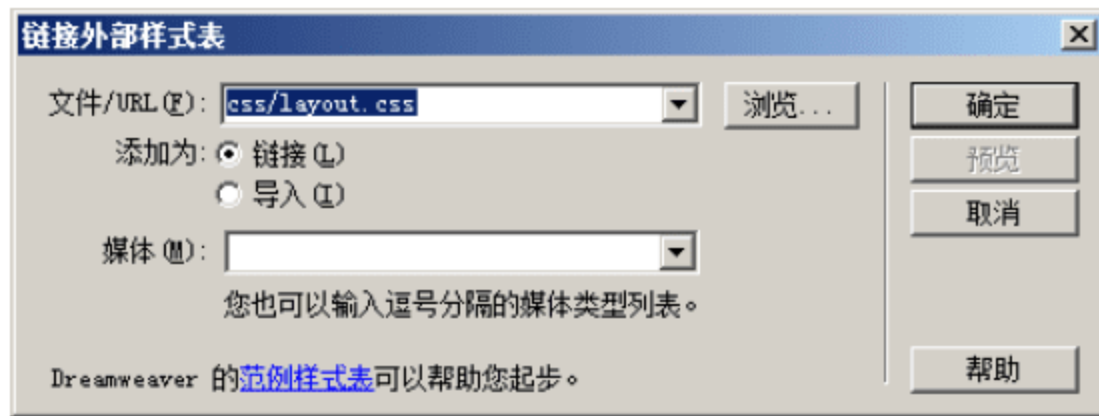 链接外部样式表
文件/URL(F): css/layout.css 浏览... 确定
添加为: 链接(L) 预览
导入(I) 取消
媒体(M):
您也可以输入逗号分隔的媒体类型列表。
Dreamweaver 的范例样式表可以帮助您起步。 帮助